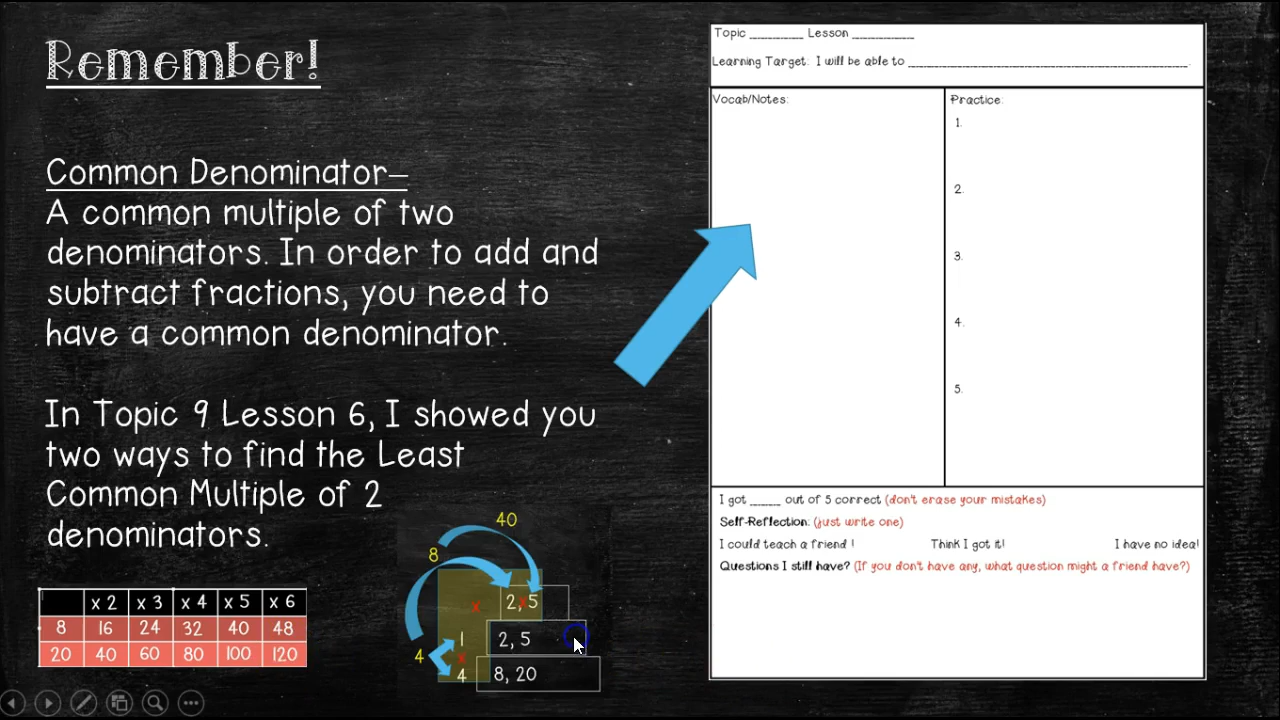 Remember!
Common Denominator–
A common multiple of two
denominators. In order to add and
subtract fractions, you need to
have a common denominator.
In Topic 9 Lesson 6, I showed you
two ways to find the Least
Common Multiple of 2
denominators.
x 2 x 3 x 4 x 5 x 6
8 16 24 32 40 48
20 40 60 80 100 120
40
8
x 2, x 5
1 2, 5
4 x
4 8, 20
Topic ________ Lesson _________
Learning Target: I will be able to ________________________________________.
Vocab/Notes:
Practice:
1.
2.
3.
4.
5.
I got _____ out of 5 correct (don't erase your mistakes)
Self-Reflection: (just write one)
I could teach a friend ! Think I got it! I have no idea!
Questions I still have? (If you don't have any, what question might a friend have?)